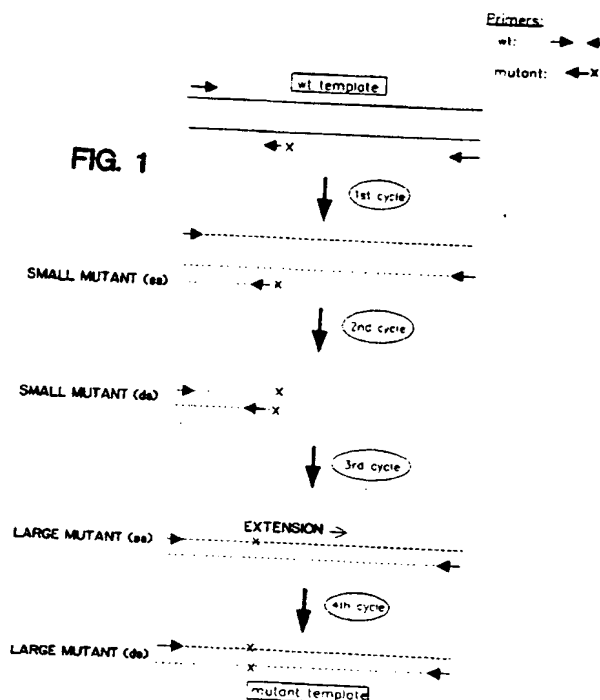 Primers:
wt:
mutant: x
wt template
x
FIG. 1
1st cycle
SMALL MUTANT (ss)
x
2nd cycle
SMALL MUTANT (ds)
x
x
3rd cycle
EXTENSION
LARGE MUTANT (ss)
x
4th cycle
LARGE MUTANT (ds)
x
x
mutant template